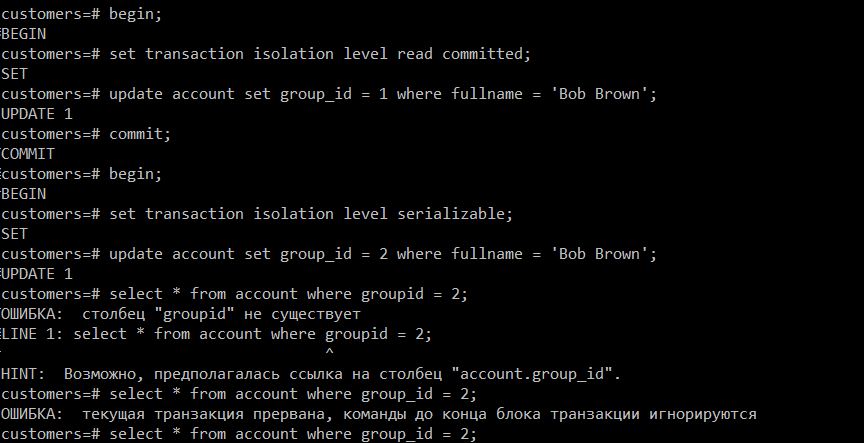 customers=# begin;
BEGIN
customers=# set transaction isolation level read committed;
SET
customers=# update account set group_id = 1 where fullname = 'Bob Brown';
UPDATE 1
customers=# commit;
COMMIT
customers=# begin;
BEGIN
customers=# set transaction isolation level serializable;
SET
customers=# update account set group_id = 2 where fullname = 'Bob Brown';
UPDATE 1
customers=# select * from account where groupid = 2;
ОШИБКА:  столбец "groupid" не существует
LINE 1: select * from account where groupid = 2;
^
HINT:  Возможно, предполагалась ссылка на столбец "account.group_id".
customers=# select * from account where group_id = 2;
ОШИБКА:  текущая транзакция прервана, команды до конца блока транзакции игнорируются
customers=# select * from account where group_id = 2;